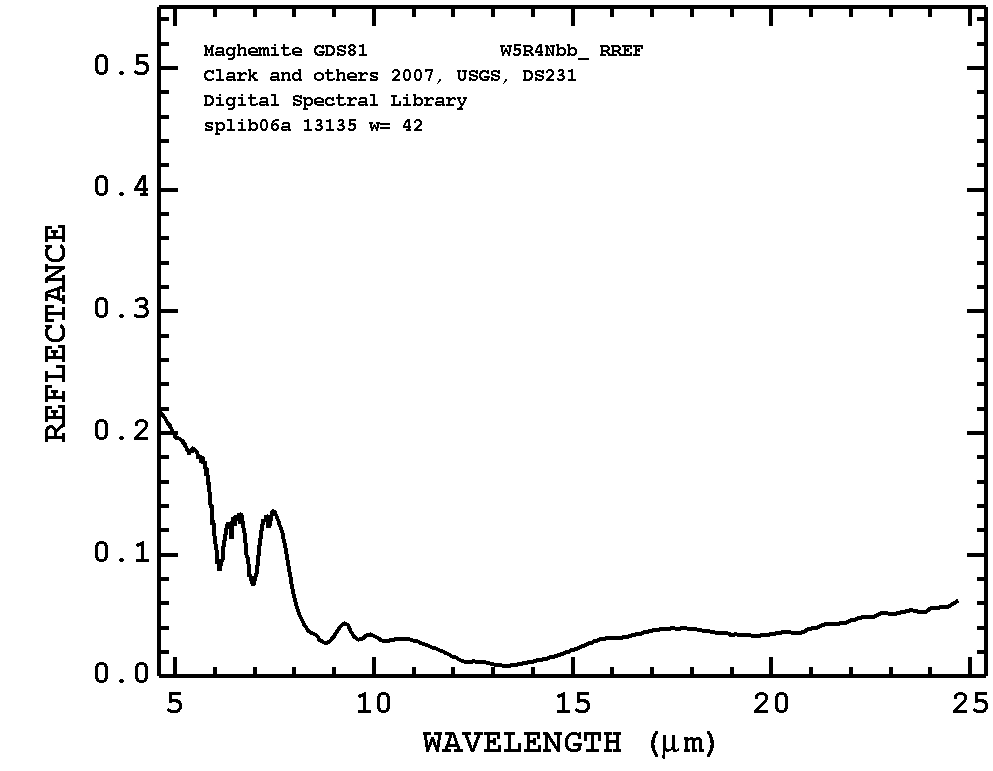 Maghemite GDS81 W5R4Nbb_ RREF
Clark and others 2007, USGS, DS231
Digital Spectral Library
splib06a 13135 w= 42
0.5
0.4
0.3
0.2
0.1
0.0
REFLECTANCE
5 10 15 20 25
WAVELENGTH (μm)